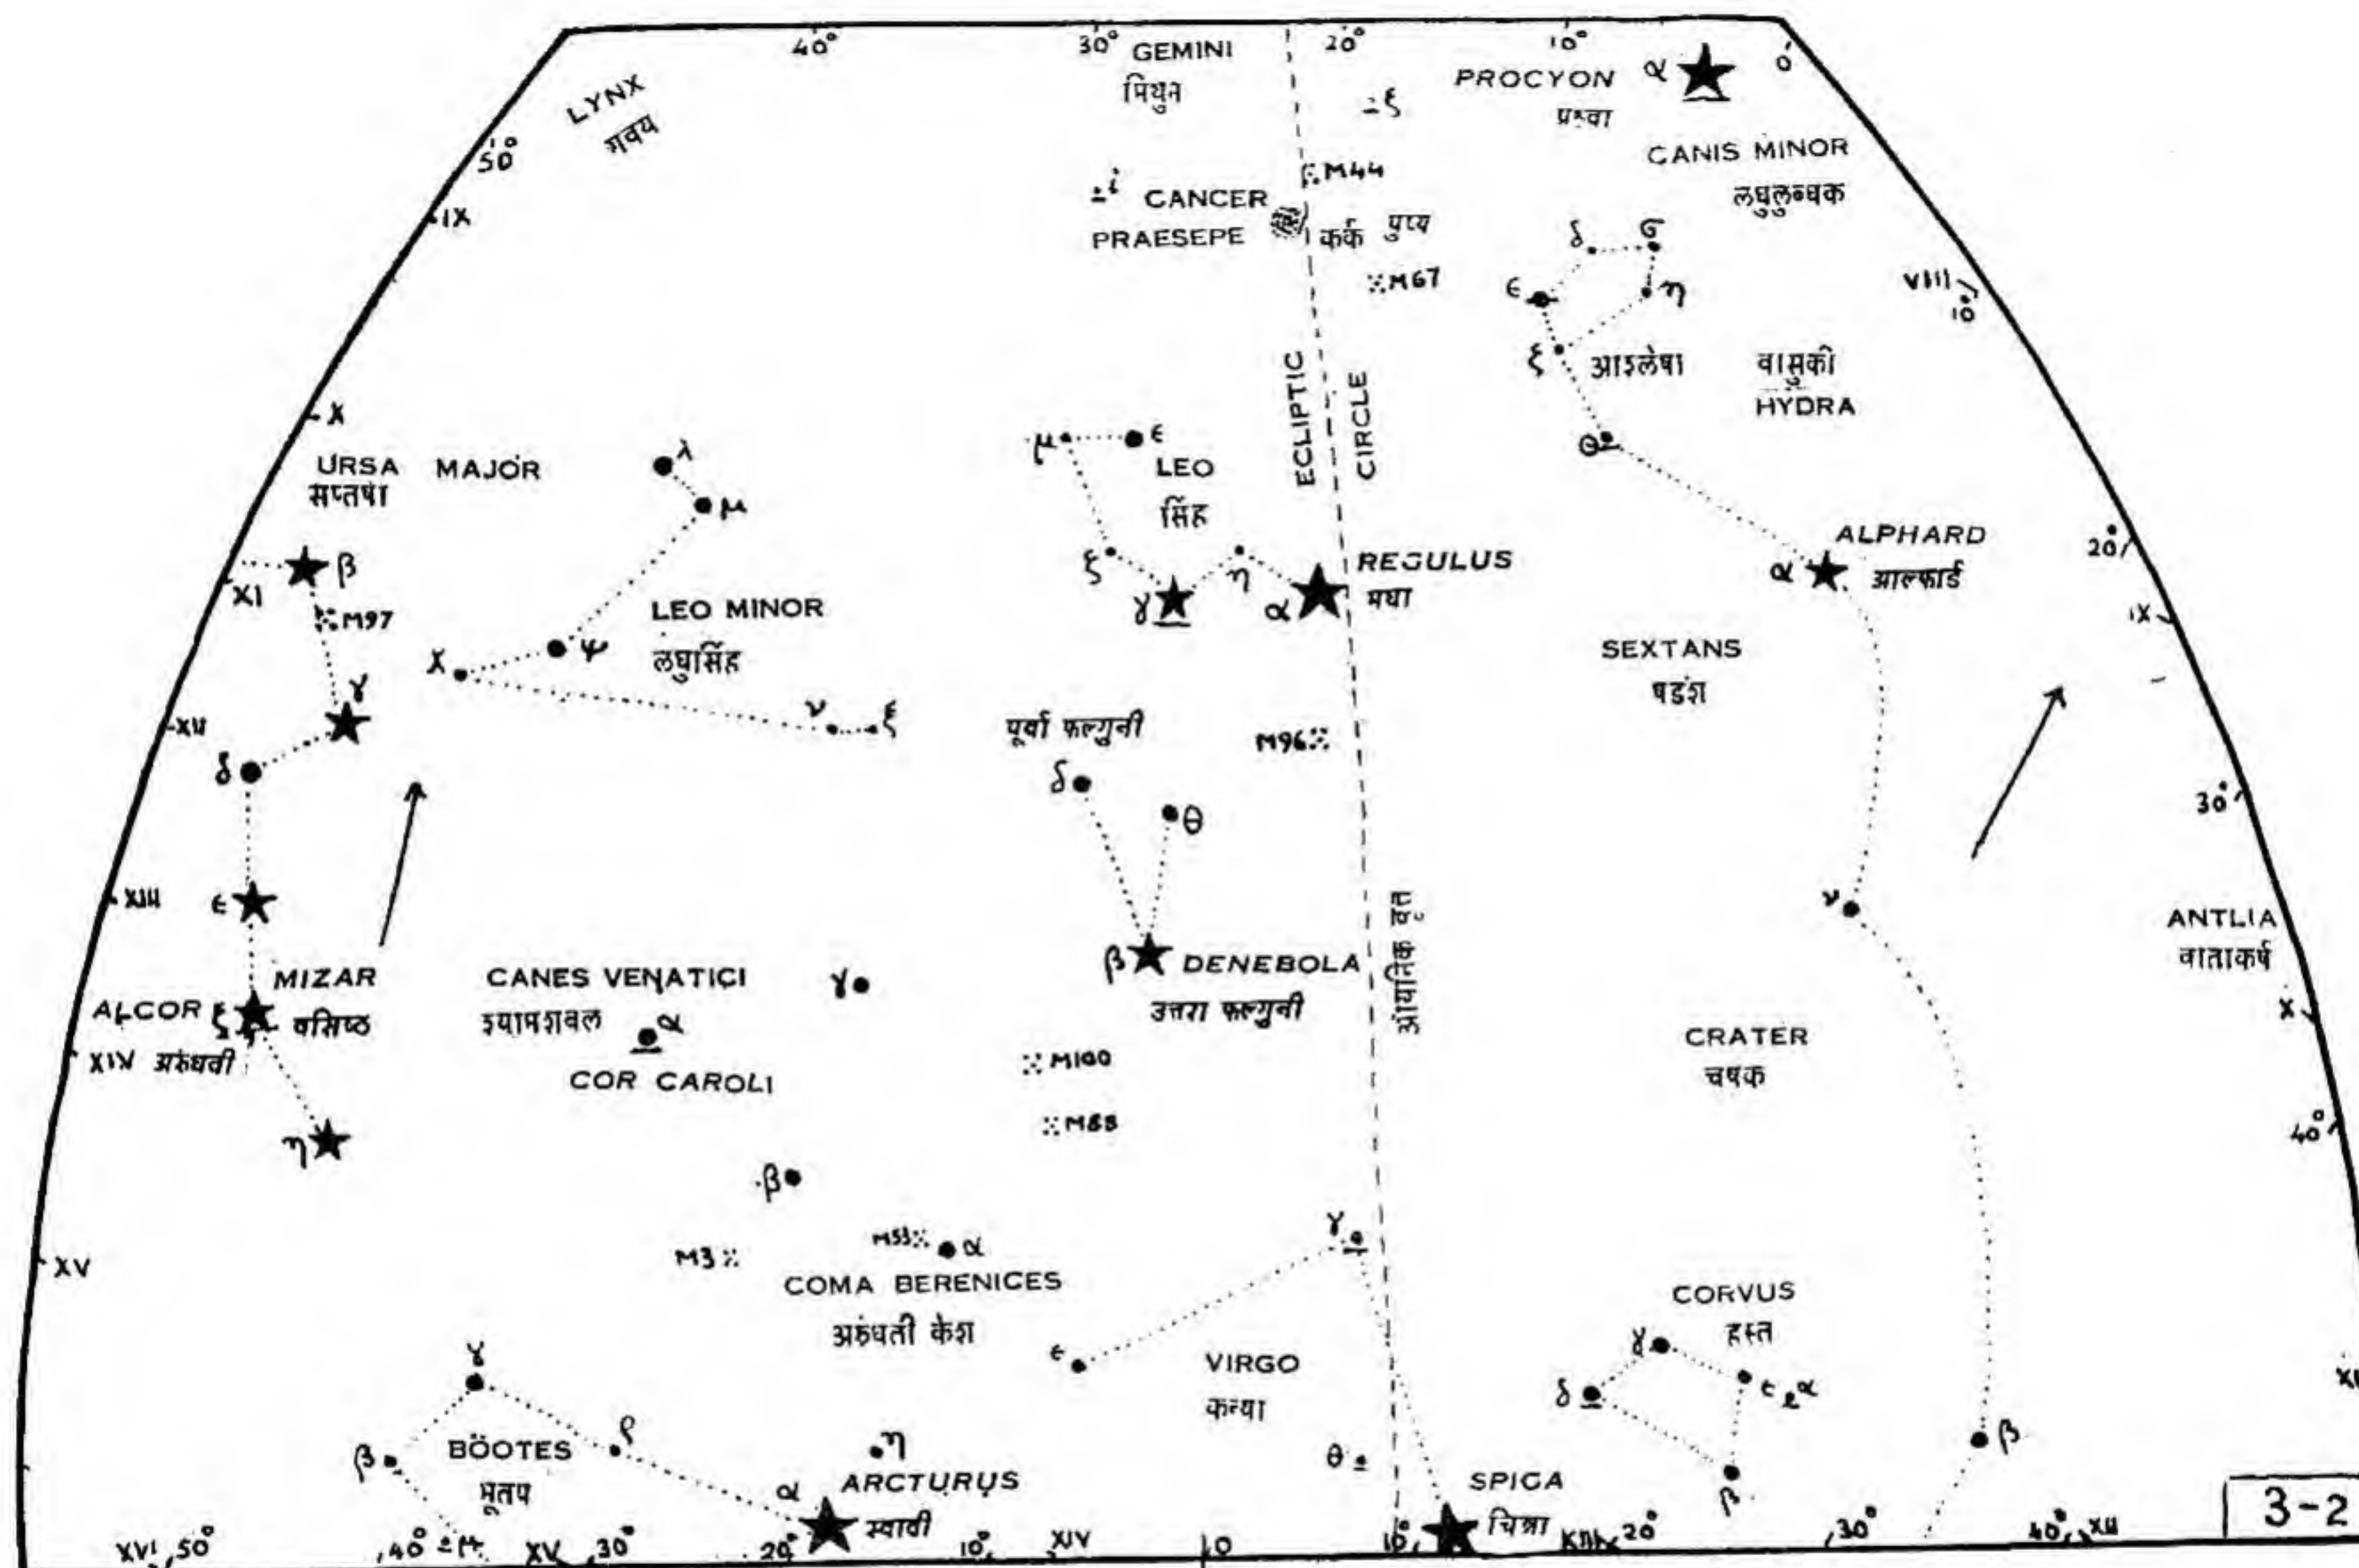 40°
30°
20°
10°
0°
GEMINI
मिथुन
ξ
PROCYON α
प्रश्वा
LYNX
गवय
50°
IX
CANIS MINOR
लघुलुब्धक
M44
i CANCER
PRAESEPE
कर्क पुष्य
M67
δ σ
ε η
ξ
आश्लेषा
वासुकी
HYDRA
θ
VIII
10°
ECLIPTIC
CIRCLE
X
URSA MAJOR
सप्तर्षी
λ
μ
μ ε
LEO
सिंह
ALPHARD
α आल्फार्ड
20°
β
XI
M97
LEO MINOR
लघुसिंह
ξ
γ
η
α
REGULUS
मघा
IX
SEXTANS
षडंश
χ ψ
γ
XII
δ
ν ξ
पूर्वा फल्गुनी
M96
δ
θ
30°
XIII
ε
ν
ANTLIA
वाताकर्ष
आयनिक वृत्त
MIZAR
वसिष्ठ
ALCOR ξ
XIV अरुंधती
CANES VENATICI
श्यामशबल
α
COR CAROLI
γ
β DENEBOLA
उत्तरा फल्गुनी
X
M100
M88
CRATER
चषक
40°
η
β
M3
M53 α
COMA BERENICES
अरुंधती केश
XV
γ
ε
VIRGO
कन्या
θ
CORVUS
हस्त
γ
δ
ε α
β
β
γ
β
BÖOTES
भूतप
ρ
η
α ARCTURUS
स्वाती
SPICA
चित्रा
XVI 50°
40°
XV 30°
20°
10°
XIV
0
10°
XIII 20°
30°
40° XII
3-2